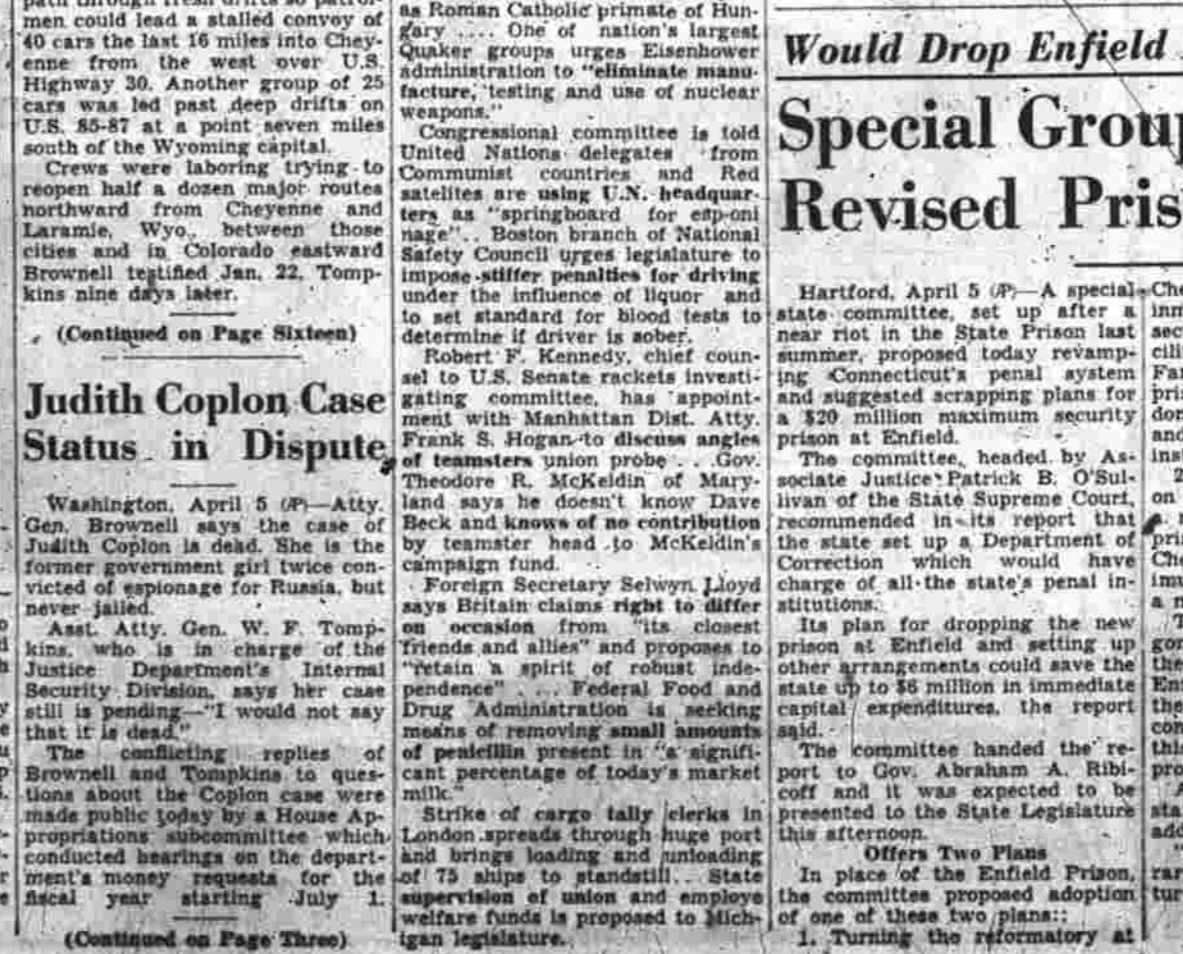 men could lead a stalled convoy of
40 cars the last 16 miles into Chey-
enne from the west over U.S.
Highway 30. Another group of 25
cars was led past deep drifts on
U.S. 85-87 at a point seven miles
south of the Wyoming capital.
Crews were laboring trying to
reopen half a dozen major routes
northward from Cheyenne and
Laramie, Wyo., between those
cities and in Colorado eastward
Brownell testified Jan. 22, Tomp-
kins nine days later.
(Continued on Page Sixteen)
Judith Coplon Case
Status in Dispute
Washington, April 5 (AP)—Atty.
Gen. Brownell says the case of
Judith Coplon is dead. She is the
former government girl twice con-
victed of espionage for Russia, but
never jailed.
Asst. Atty. Gen. W. F. Tomp-
kins, who is in charge of the
Justice Department's Internal
Security Division, says her case
still is pending—"I would not say
that it is dead."
The conflicting replies of
Brownell and Tompkins to ques-
tions about the Coplon case were
made public today by a House Ap-
propriations subcommittee which
conducted hearings on the depart-
ment's money requests for the
fiscal year starting July 1.
(Continued on Page Three)
as Roman Catholic primate of Hun-
gary .... One of nation's largest
Quaker groups urges Eisenhower
administration to "eliminate manu-
facture, testing and use of nuclear
weapons."
Congressional committee is told
United Nations delegates from
Communist countries and Red
satelites are using U.N. headquar-
ters as "springboard for esp-oni
nage".. Boston branch of National
Safety Council urges legislature to
impose stiffer penalties for driving
under the influence of liquor and
to set standard for blood tests to
determine if driver is sober.
Robert F. Kennedy, chief coun-
sel to U.S. Senate rackets investi-
gating committee, has appoint-
ment with Manhattan Dist. Atty.
Frank S. Hogan to discuss angles
of teamsters union probe . . .Gov.
Theodore R. McKeldin of Mary-
land says he doesn't know Dave
Beck and knows of no contribution
by teamster head to McKeldin's
campaign fund.
Foreign Secretary Selwyn Lloyd
says Britain claims right to differ
on occasion from "its closest
friends and allies" and proposes to
"retain a spirit of robust inde-
pendence" .... Federal Food and
Drug Administration is seeking
means of removing small amounts
of penicillin present in "a signifi-
cant percentage of today's market
milk."
Strike of cargo tally clerks in
London spreads through huge port
and brings loading and unloading
of 75 ships to standstill... State
supervision of union and employe
welfare funds is proposed to Mich-
igan legislature.
Would Drop Enfield
Special Group
Revised Pris
Hartford, April 5 (AP)—A special
state committee, set up after a
near riot in the State Prison last
summer, proposed today revamp-
ing Connecticut's penal system
and suggested scrapping plans for
a $20 million maximum security
prison at Enfield.
The committee, headed by As-
sociate Justice Patrick B. O'Sul-
livan of the State Supreme Court,
recommended in its report that
the state set up a Department of
Correction which would have
charge of all the state's penal in-
stitutions.
Its plan for dropping the new
prison at Enfield and setting up
other arrangements could save the
state up to $6 million in immediate
capital expenditures, the report
said.
The committee handed the re-
port to Gov. Abraham A. Ribi-
coff and it was expected to be
presented to the State Legislature
this afternoon.
Offers Two Plans
In place of the Enfield Prison,
the committee proposed adoption
of one of these two plans::
1. Turning the reformatory at